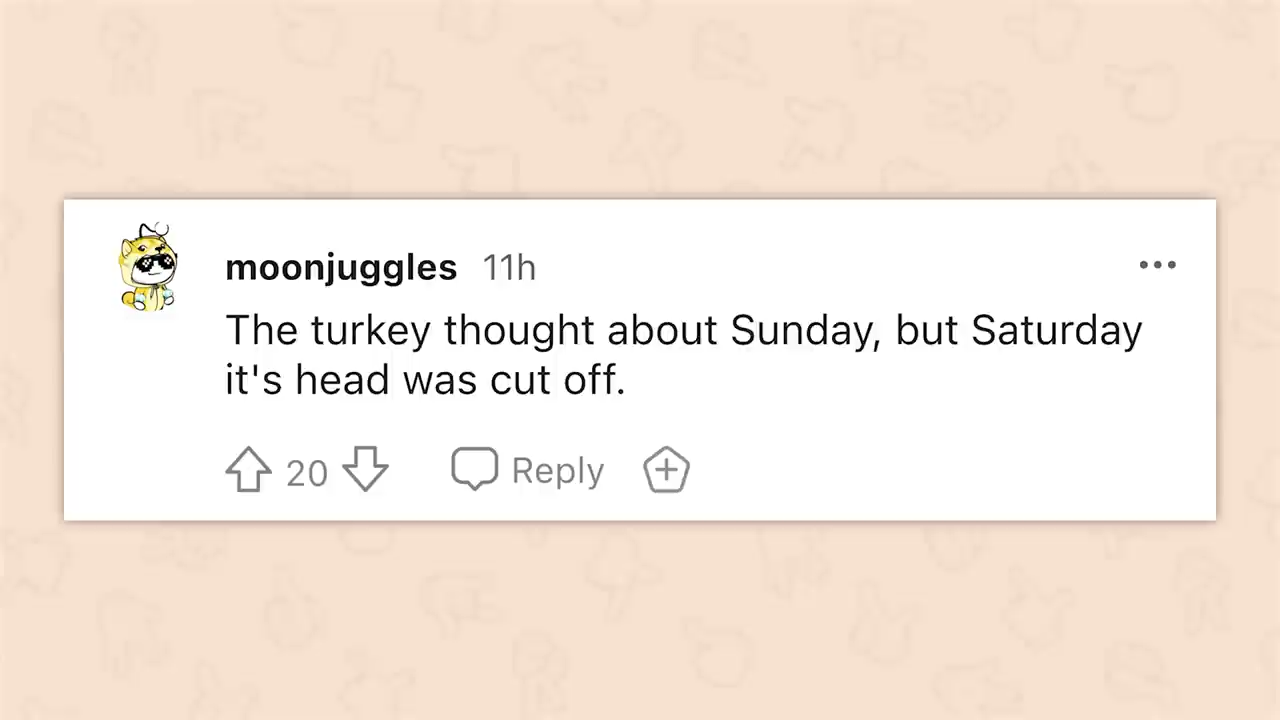 moonjuggles 11h
The turkey thought about Sunday, but Saturday
it's head was cut off.
20 Reply